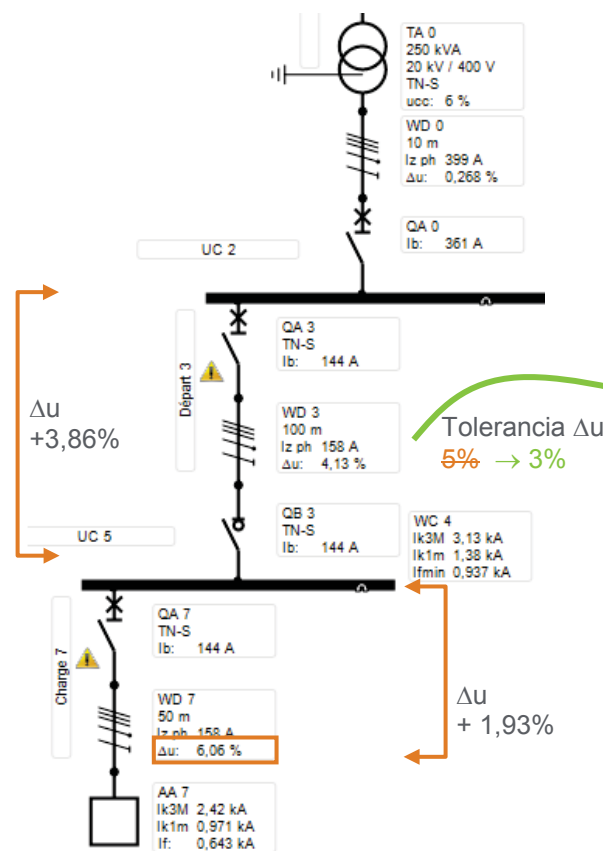 TA 0
250 kVA
20 kV / 400 V
TN-S
ucc: 6 %
WD 0
10 m
Iz ph 399 A
Δu: 0,268 %
QA 0
Ib: 361 A
UC 2
QA 3
TN-S
Ib: 144 A
Départ 3
Δu
+3,86%
WD 3
100 m
Iz ph 158 A
Δu: 4,13 %
Tolerancia Δu
5% → 3%
QB 3
TN-S
Ib: 144 A
UC 5
WC 4
Ik3M 3,13 kA
Ik1m 1,38 kA
Ifmin 0,937 kA
QA 7
TN-S
Ib: 144 A
Charge 7
WD 7
50 m
Iz ph 158 A
Δu: 6,06 %
Δu
+ 1,93%
AA 7
Ik3M 2,42 kA
Ik1m 0,971 kA
If: 0,643 kA